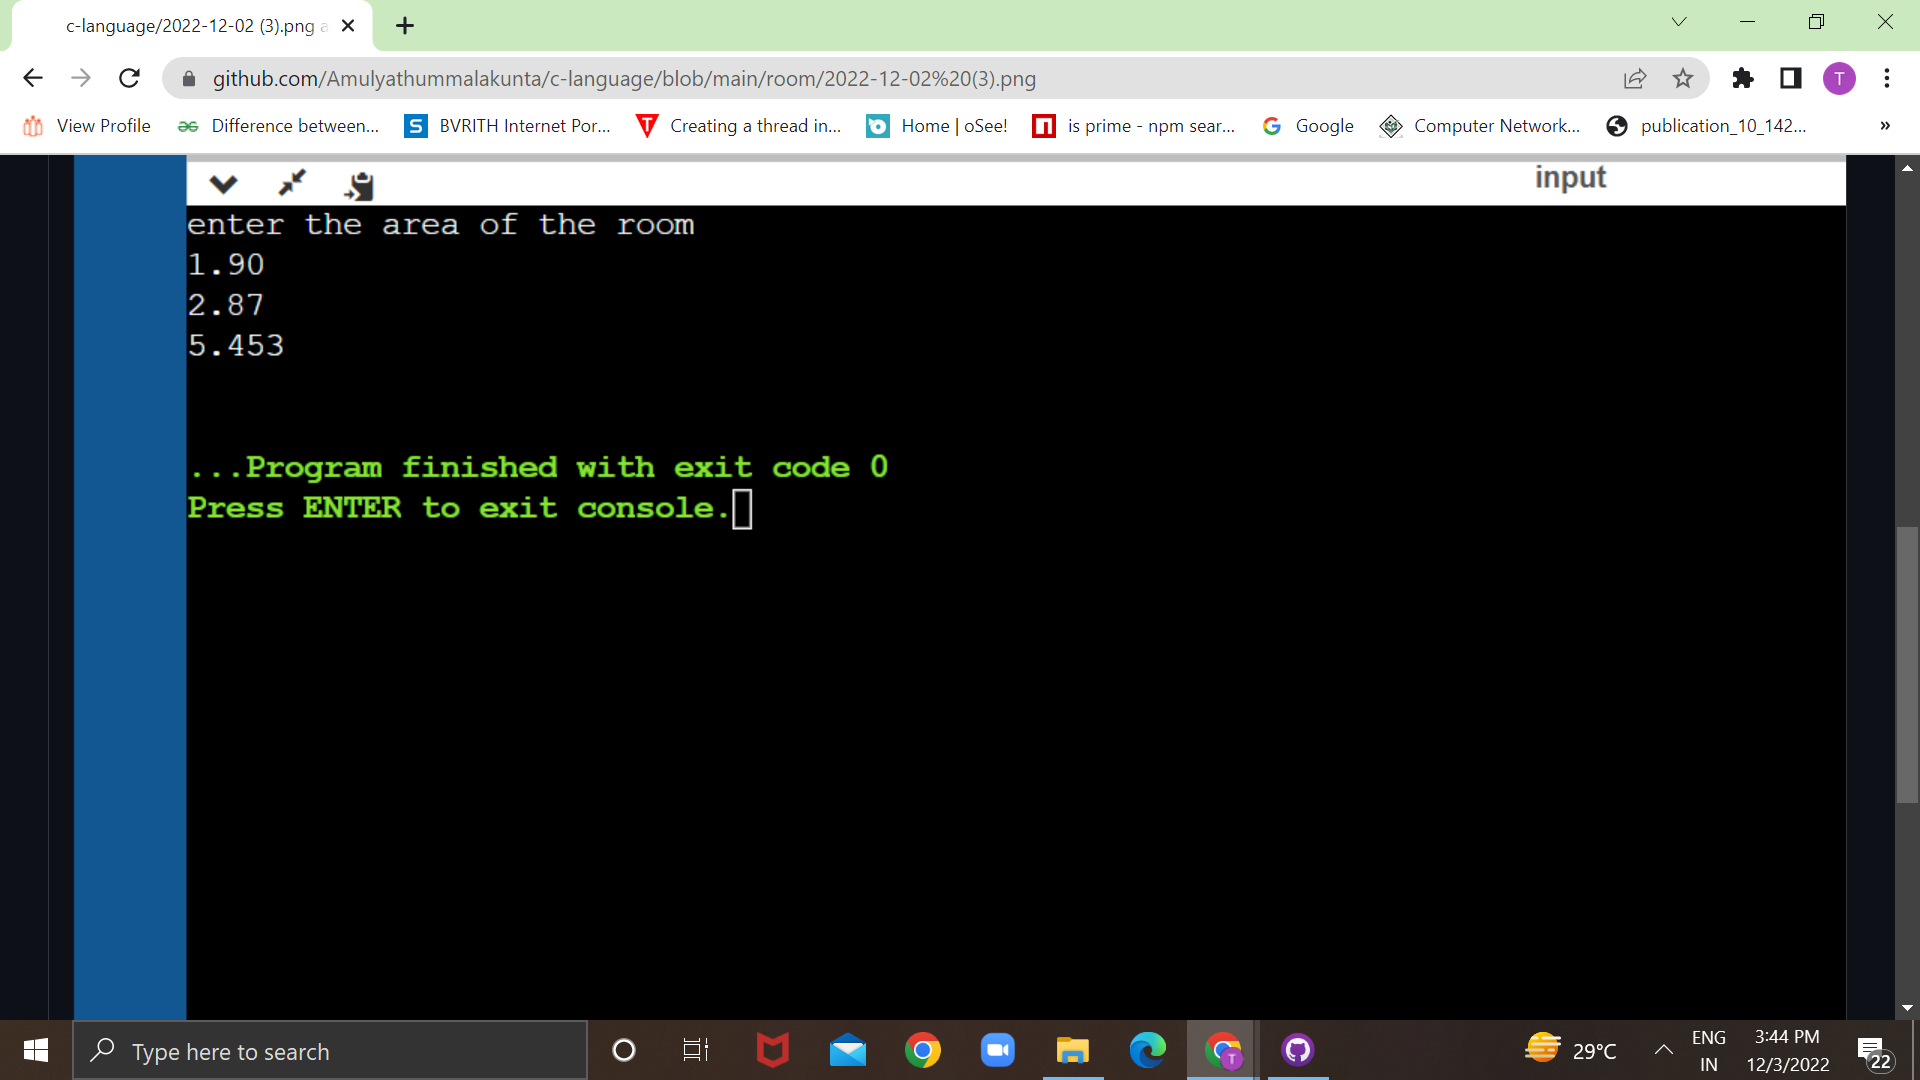 c-language/2022-12-02 (3).png a
github.com/Amulyathummalakunta/c-language/blob/main/room/2022-12-02%20(3).png
T
View Profile
Difference between...
S BVRITH Internet Por...
T Creating a thread in...
Home | oSee!
is prime - npm sear...
G Google
Computer Network...
publication_10_142...
»
input
enter the area of the room
1.90
2.87
5.453
...Program finished with exit code 0
Press ENTER to exit console.
Type here to search
T
29°C
ENG
IN
3:44 PM
12/3/2022
22